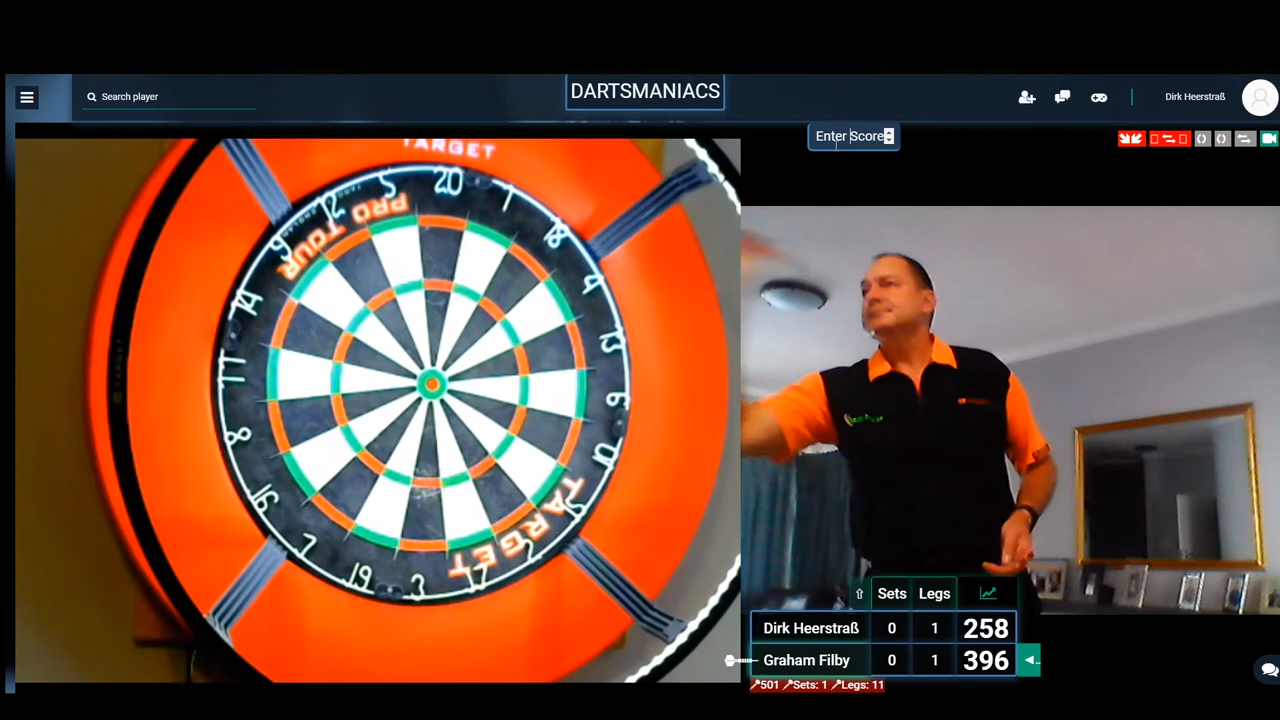 DARTSMANIACS
Search player
Dirk Heerstraß
Enter Score
TARGET
20
1
18
4
13
6
10
15
2
17
3
19
7
16
8
11
14
9
12
5
PRO TOUR
TARGET
Sets Legs
Dirk Heerstraß 0 1 258
Graham Filby 0 1 396
501 Sets: 1 Legs: 11